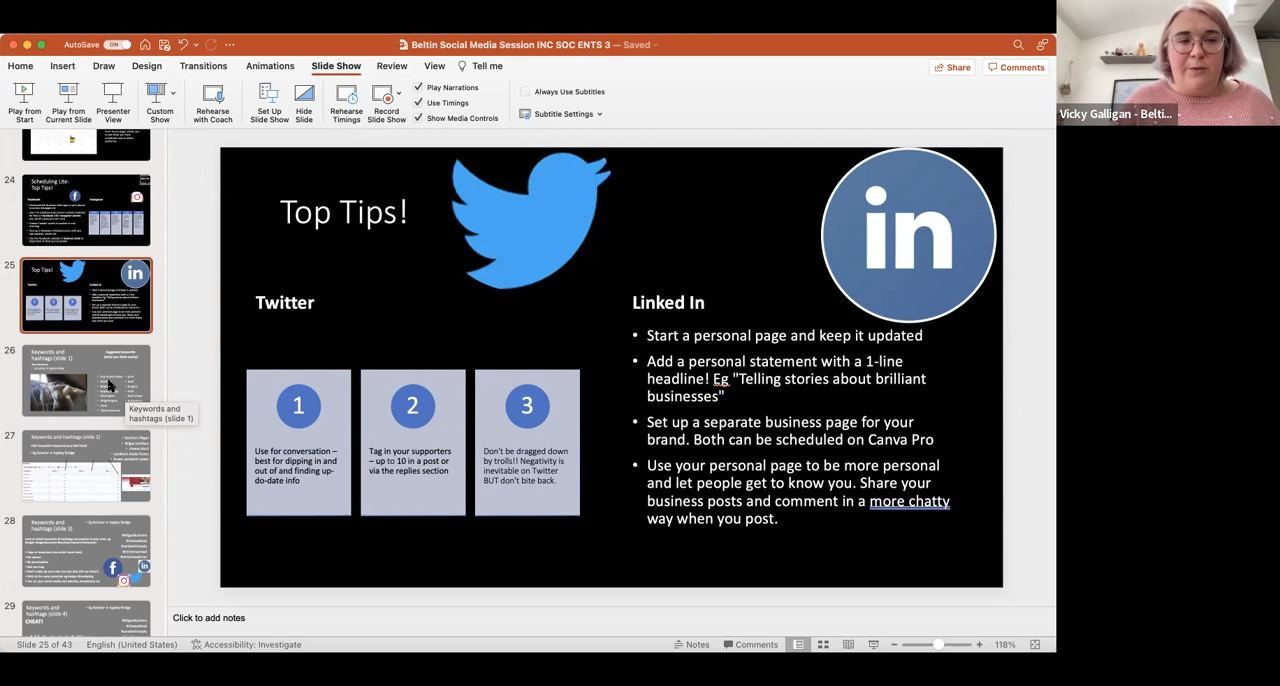 AutoSave ON
Beltin Social Media Session INC SOC ENTS 3 — Saved
Home Insert Draw Design Transitions Animations Slide Show Review View Tell me
Share Comments
Play from Start
Play from Current Slide
Presenter View
Custom Show
Rehearse with Coach
Set Up Slide Show
Hide Slide
Rehearse Timings
Record Slide Show
Play Narrations
Use Timings
Show Media Controls
Always Use Subtitles
Subtitle Settings
Vicky Galligan - Belti...
24
Scheduling Lite:
Top Tips!
25
Top Tips!
26
Keywords and
hashtags (slide 1)
Keywords and
hashtags (slide 1)
27
Keywords and hashtags (slide 2)
28
Keywords and
hashtags (slide 3)
29
Keywords and
hashtags (slide 4)
CHEAT!
Top Tips!
in
Twitter
1
Use for conversation –
best for dipping in and
out of and finding up-
do-date info
2
Tag in your supporters
– up to 10 in a post or
via the replies section
3
Don't be dragged down
by trolls!! Negativity is
inevitable on Twitter
BUT don't bite back.
Linked In
• Start a personal page and keep it updated
• Add a personal statement with a 1-line
headline! Eg "Telling stories about brilliant
businesses"
• Set up a separate business page for your
brand. Both can be scheduled on Canva Pro
• Use your personal page to be more personal
and let people get to know you. Share your
business posts and comment in a more chatty
way when you post.
Click to add notes
Slide 25 of 43 English (United States) Accessibility: Investigate Notes Comments 118%